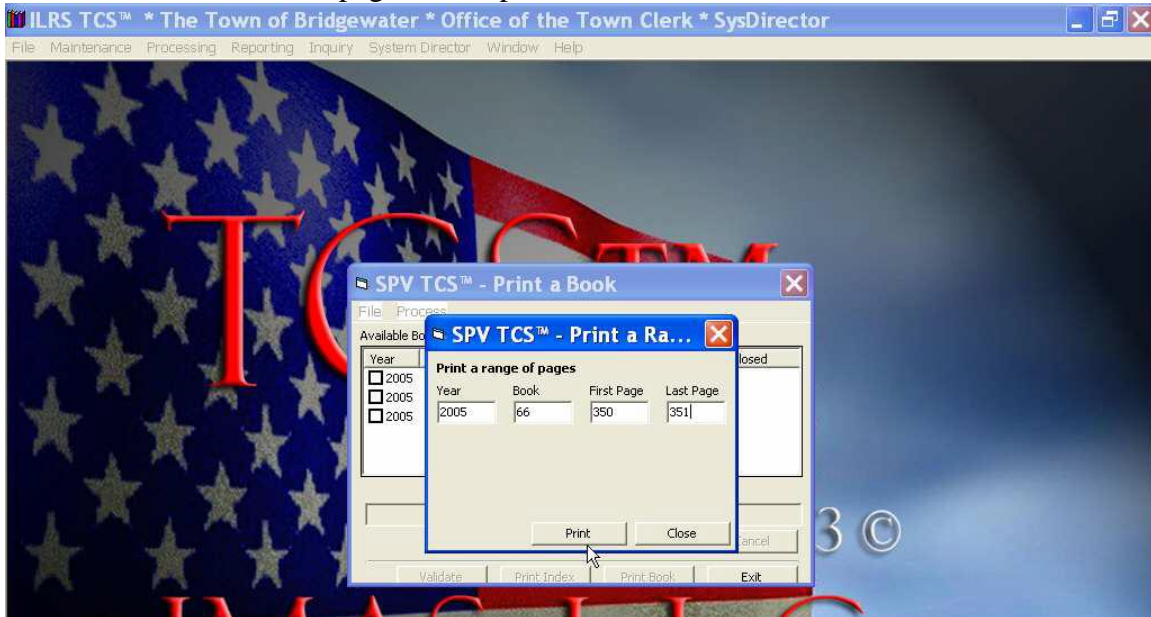 ILRS TCS™ * The Town of Bridgewater * Office of the Town Clerk * SysDirector
File Maintenance Processing Reporting Inquiry System Director Window Help
SPV TCS™ - Print a Book
File Process
Available Bo
SPV TCS™ - Print a Ra...
Year
losed
Print a range of pages
2005
2005
2005
Year Book First Page Last Page
2005 66 350 351
Print Close
ancel
3 ©
Validate Print Index Print Book Exit